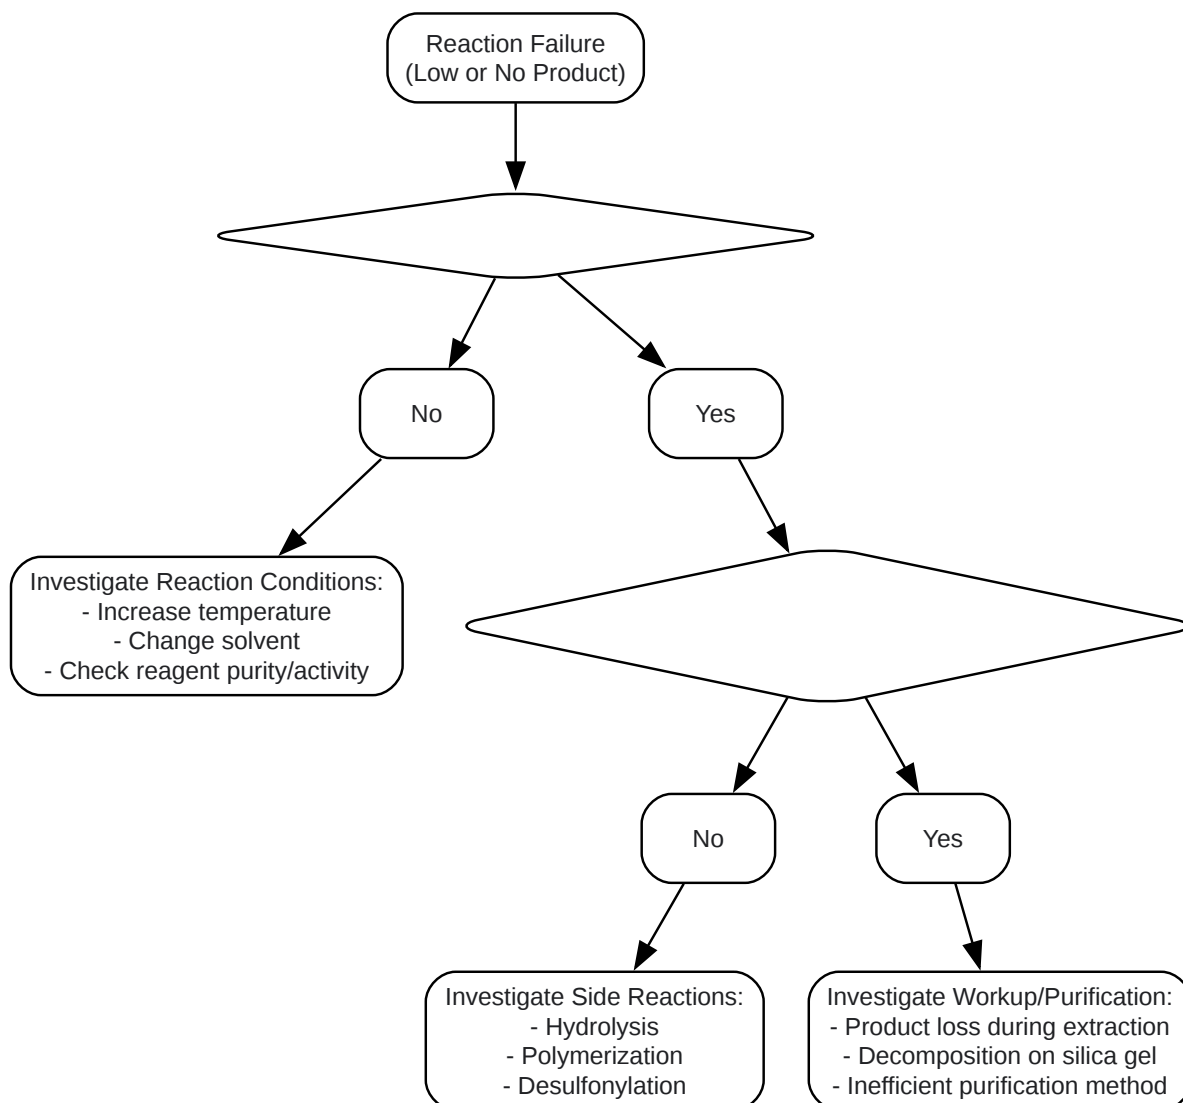 Reaction Failure
(Low or No Product)
No
Yes
Investigate Reaction Conditions:
- Increase temperature
- Change solvent
- Check reagent purity/activity
No
Yes
Investigate Side Reactions:
- Hydrolysis
- Polymerization
- Desulfonylation
Investigate Workup/Purification:
- Product loss during extraction
- Decomposition on silica gel
- Inefficient purification method